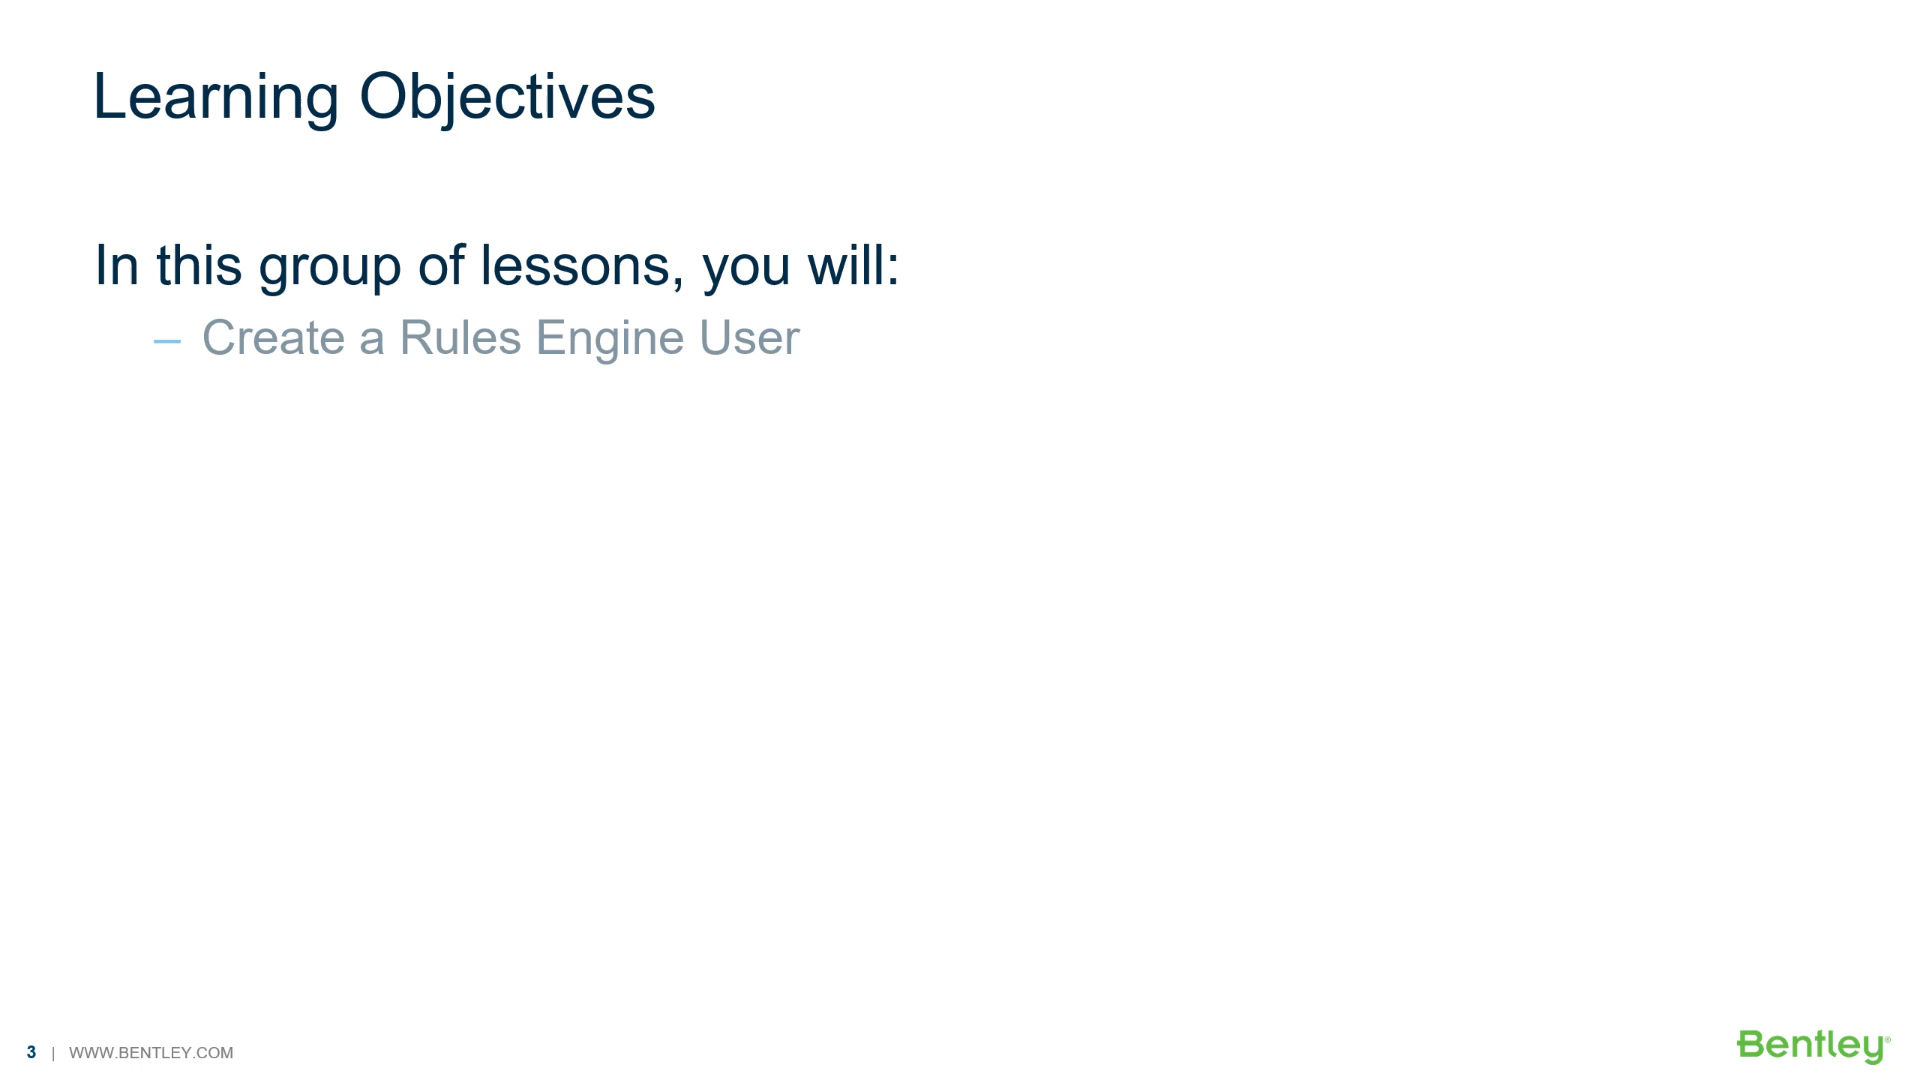 Learning Objectives
In this group of lessons, you will:
– Create a Rules Engine User
3 | WWW.BENTLEY.COM
Bentley®